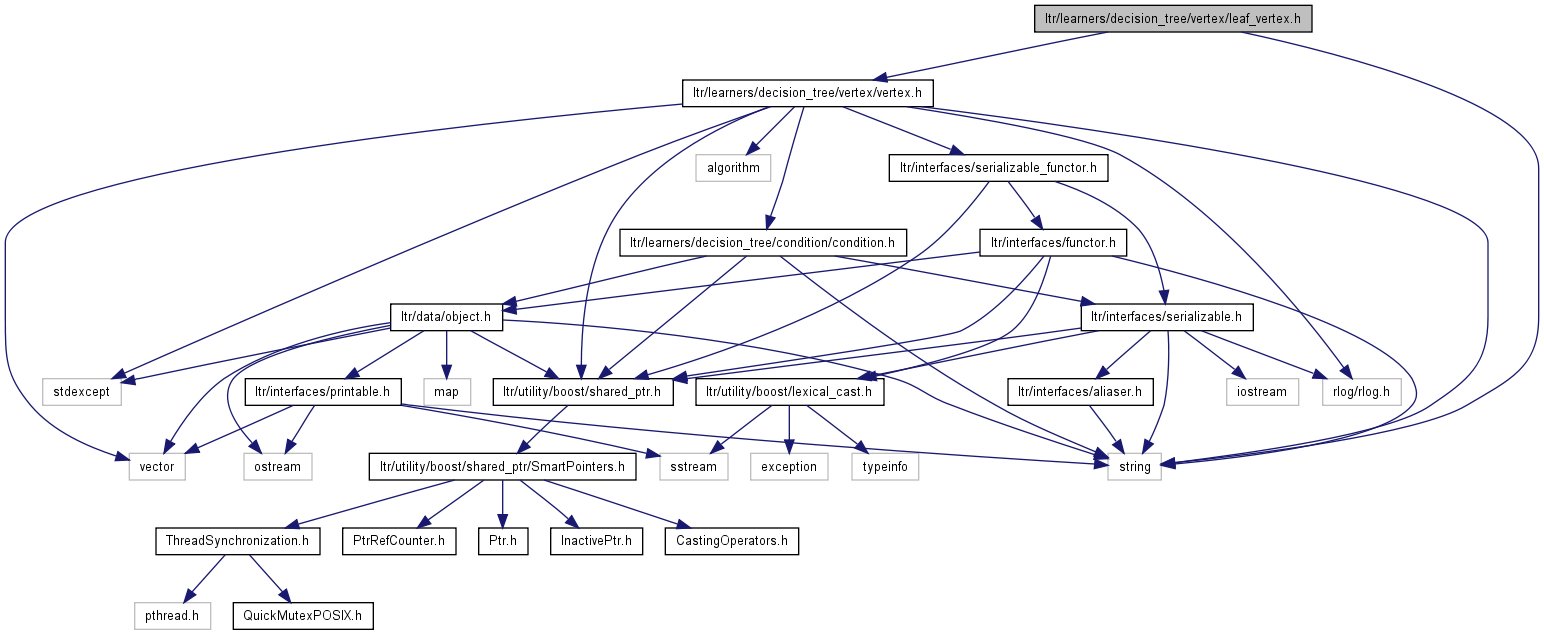 ltr/learners/decision_tree/vertex/leaf_vertex.h
ltr/learners/decision_tree/vertex/vertex.h
algorithm
ltr/interfaces/serializable_functor.h
ltr/learners/decision_tree/condition/condition.h
ltr/interfaces/functor.h
ltr/data/object.h
ltr/interfaces/serializable.h
stdexcept
ltr/interfaces/printable.h
map
ltr/utility/boost/shared_ptr.h
ltr/utility/boost/lexical_cast.h
ltr/interfaces/aliaser.h
iostream
rlog/rlog.h
vector
ostream
ltr/utility/boost/shared_ptr/SmartPointers.h
sstream
exception
typeinfo
string
ThreadSynchronization.h
PtrRefCounter.h
Ptr.h
InactivePtr.h
CastingOperators.h
pthread.h
QuickMutexPOSIX.h